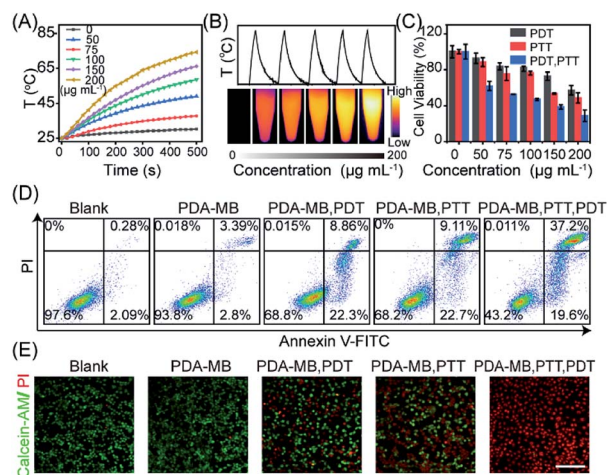 (A)
T (°C)
85
65
45
25
0
50
75
100
150
200
(μg mL⁻¹)
0 100 200 300 400 500
Time (s)
(B)
T (°C)
High
Low
0
200
Concentration (μg mL⁻¹)
(C)
Cell Viability (%)
120
80
40
0
PDT
PTT
PDT,PTT
0 50 75 100 150 200
Concentration (μg mL⁻¹)
(D)
Blank PDA-MB PDA-MB,PDT PDA-MB,PTT PDA-MB,PTT,PDT
PI
0% 0.28% 0.018% 3.39% 0.015% 8.86% 0% 9.11% 0.011% 37.2%
97.6% 2.09% 93.8% 2.8% 68.8% 22.3% 68.2% 22.7% 43.2% 19.6%
Annexin V-FITC
(E)
Blank PDA-MB PDA-MB,PDT PDA-MB,PTT PDA-MB,PTT,PDT
Calcein-AM/PI